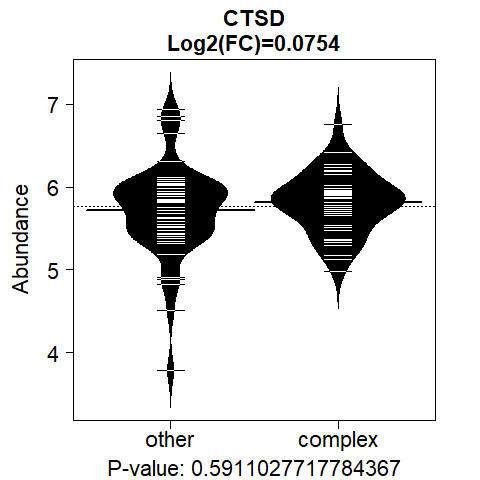 CTSD
Log2(FC)=0.0754
Abundance
7
6
5
4
other complex
P-value: 0.5911027717784367